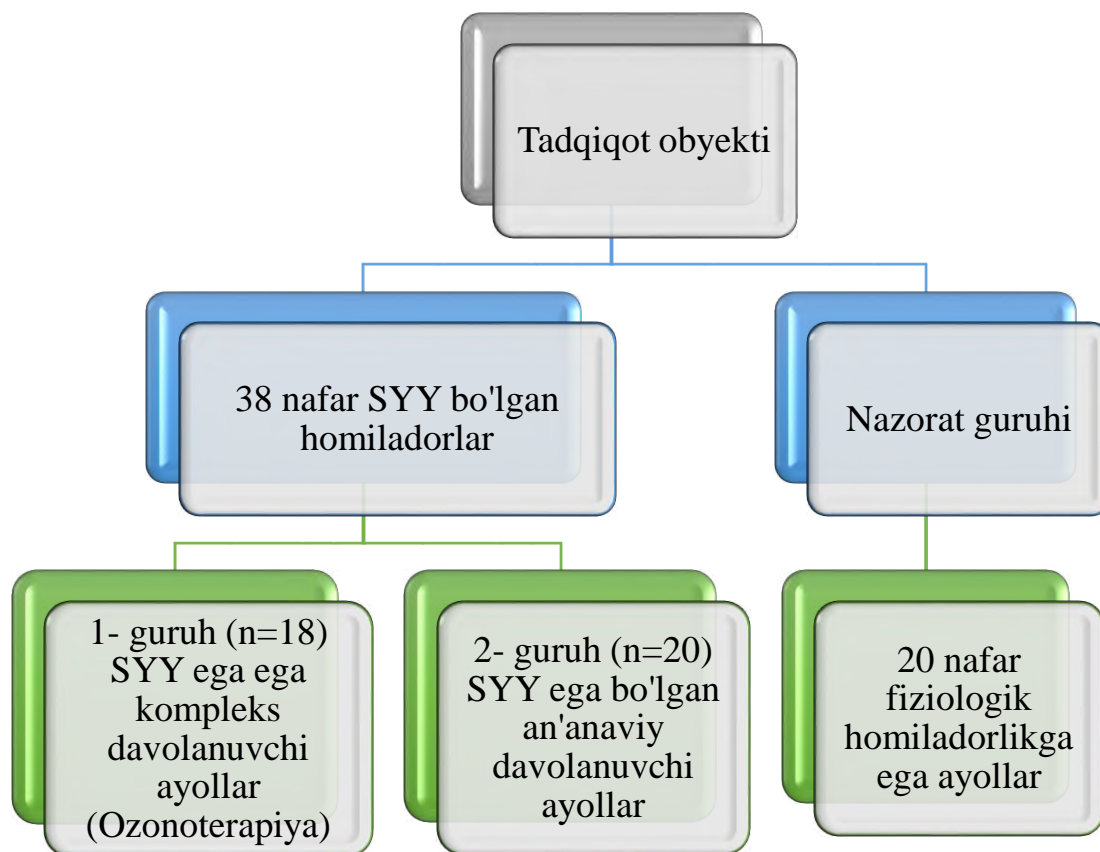 Tadqiqot obyekti
38 nafar SYY bo'lgan
homiladorlar
Nazorat guruhi
1- guruh (n=18)
SYY ega ega
kompleks
davolanuvchi
ayollar
(Ozonoterapiya)
2- guruh (n=20)
SYY ega bo'lgan
an'anaviy
davolanuvchi
ayollar
20 nafar
fiziologik
homiladorlikga
ega ayollar